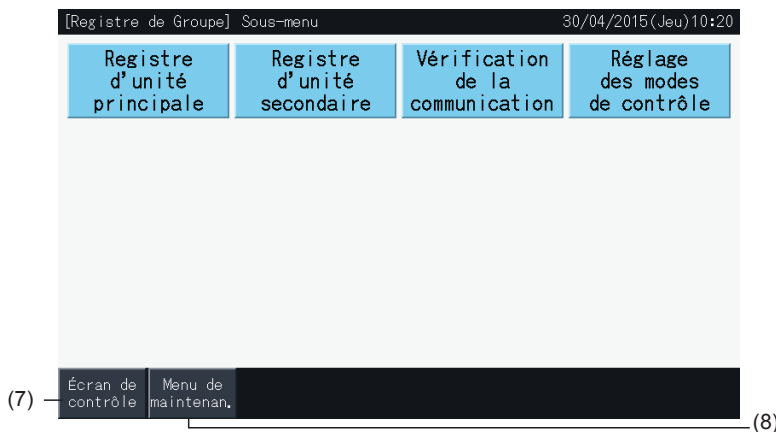 [Registre de Groupe] Sous-menu 30/04/2015(Jeu)10:20
Registre d'unité principale
Registre d'unité secondaire
Vérification de la communication
Réglage des modes de contrôle
(7)
Écran de contrôle
Menu de maintenan.
(8)